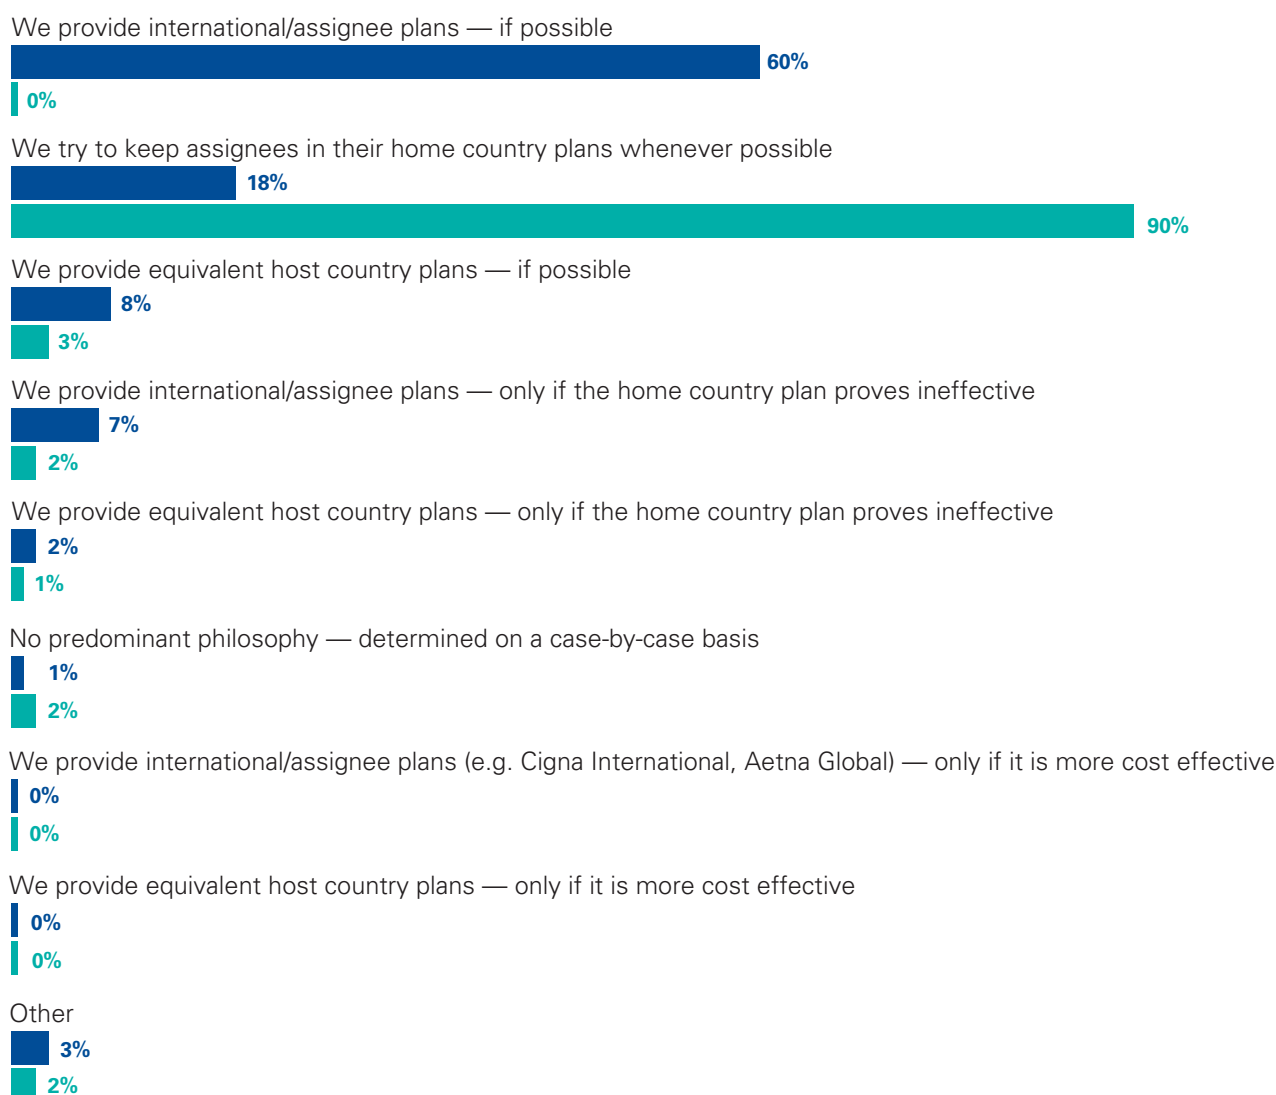 We provide international/assignee plans — if possible
60%
0%
We try to keep assignees in their home country plans whenever possible
18%
90%
We provide equivalent host country plans — if possible
8%
3%
We provide international/assignee plans — only if the home country plan proves ineffective
7%
2%
We provide equivalent host country plans — only if the home country plan proves ineffective
2%
1%
No predominant philosophy — determined on a case-by-case basis
1%
2%
We provide international/assignee plans (e.g. Cigna International, Aetna Global) — only if it is more cost effective
0%
0%
We provide equivalent host country plans — only if it is more cost effective
0%
0%
Other
3%
2%